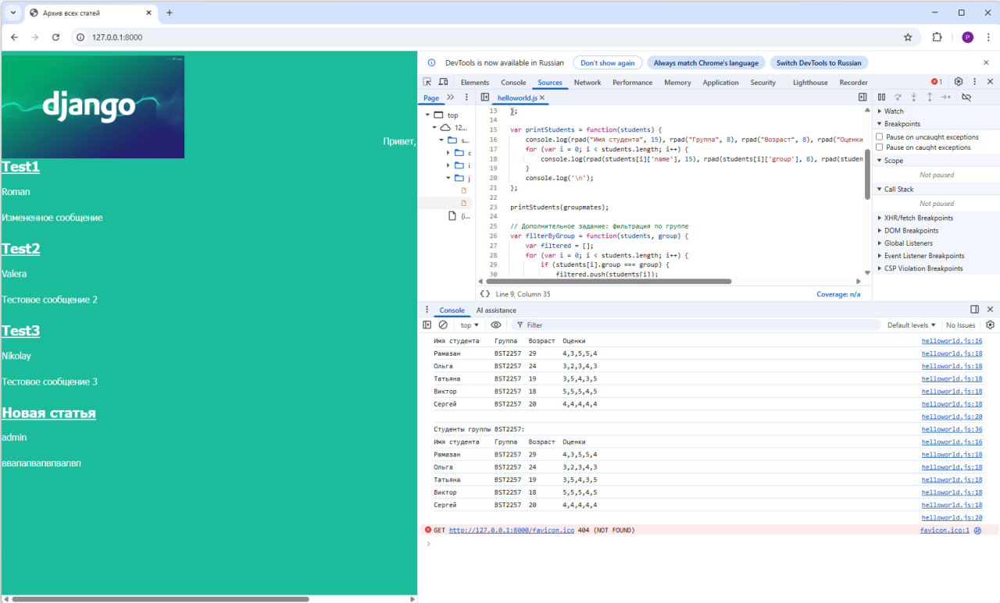 Архив всех статей
127.0.0.1:8000
django
Привет,
Test1
Roman
Измененное сообщение
Test2
Valera
Тестовое сообщение 2
Test3
Nikolay
Тестовое сообщение 3
Новая статья
admin
ввапапвапвпвапвп
DevTools is now available in Russian
Don't show again
Always match Chrome's language
Switch DevTools to Russian
Elements Console Sources Network Performance Memory Application Security Lighthouse Recorder
1
Page
helloworld.js
top
12...
s...
c
i
j
(i...
13 };
14
15 var printStudents = function(students) {
16 console.log(rpad("Имя студента", 15), rpad("Группа", 8), rpad("Возраст", 8), rpad("Оценки
17 for (var i = 0; i < students.length; i++) {
18 console.log(rpad(students[i]['name'], 15), rpad(students[i]['group'], 8), rpad(studen
19 }
20 console.log('\n');
21 };
22
23 printStudents(groupmates);
24
25 // Дополнительное задание: фильтрация по группе
26 var filterByGroup = function(students, group) {
27 var filtered = [];
28 for (var i = 0; i < students.length; i++) {
29 if (students[i].group === group) {
30 filtered.push(students[i]);
{} Line 9, Column 35
Coverage: n/a
Watch
Breakpoints
Pause on uncaught exceptions
Pause on caught exceptions
Scope
Not paused
Call Stack
Not paused
XHR/fetch Breakpoints
DOM Breakpoints
Global Listeners
Event Listener Breakpoints
CSP Violation Breakpoints
Console AI assistance
top Filter Default levels No Issues
Имя студента Группа Возраст Оценки helloworld.js:16
Рамазан BST2257 29 4,3,5,5,4 helloworld.js:18
Ольга BST2257 24 3,2,3,4,3 helloworld.js:18
Татьяна BST2257 19 3,5,4,3,5 helloworld.js:18
Виктор BST2257 18 5,5,5,4,5 helloworld.js:18
Сергей BST2257 20 4,4,4,4,4 helloworld.js:18
helloworld.js:20
Студенты группы BST2257: helloworld.js:36
Имя студента Группа Возраст Оценки helloworld.js:16
Рамазан BST2257 29 4,3,5,5,4 helloworld.js:18
Ольга BST2257 24 3,2,3,4,3 helloworld.js:18
Татьяна BST2257 19 3,5,4,3,5 helloworld.js:18
Виктор BST2257 18 5,5,5,4,5 helloworld.js:18
Сергей BST2257 20 4,4,4,4,4 helloworld.js:18
helloworld.js:20
GET http://127.0.0.1:8000/favicon.ico 404 (NOT FOUND) favicon.ico:1